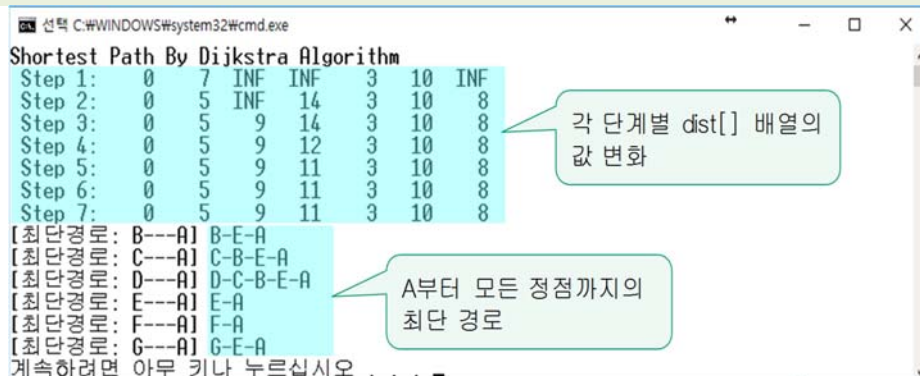 선택 C:₩WINDOWS₩system32₩cmd.exe
Shortest Path By Dijkstra Algorithm
Step 1: 0 7 INF INF 3 10 INF
Step 2: 0 5 INF 14 3 10 8
Step 3: 0 5 9 14 3 10 8
Step 4: 0 5 9 12 3 10 8
Step 5: 0 5 9 11 3 10 8
Step 6: 0 5 9 11 3 10 8
Step 7: 0 5 9 11 3 10 8
각 단계별 dist[] 배열의
값 변화
[최단경로: B---A] B-E-A
[최단경로: C---A] C-B-E-A
[최단경로: D---A] D-C-B-E-A
[최단경로: E---A] E-A
[최단경로: F---A] F-A
[최단경로: G---A] G-E-A
A부터 모든 정점까지의
최단 경로
계속하려면 아무 키나 누르십시오 . . .